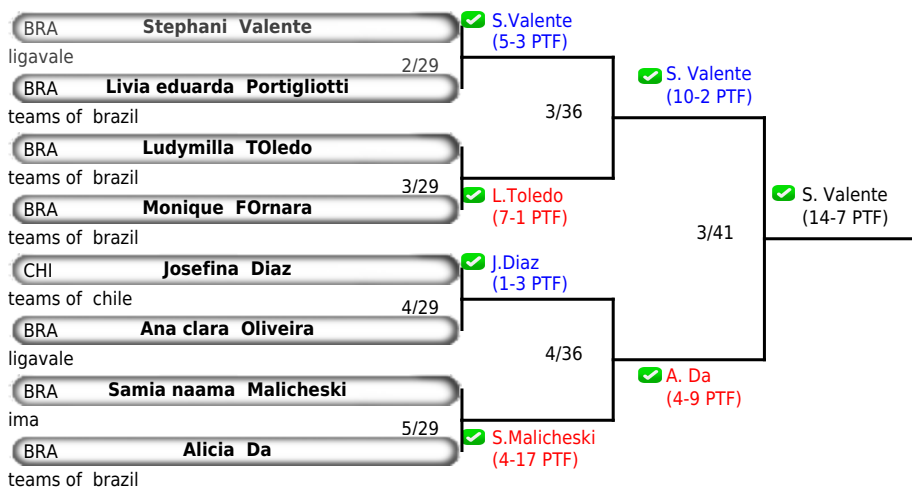 BRA Stephani Valente
ligavale
2/29
BRA Livia eduarda Portigliotti
teams of brazil
BRA Ludymilla TOledo
teams of brazil
3/29
BRA Monique FOrnara
teams of brazil
CHI Josefina Diaz
teams of chile
4/29
BRA Ana clara Oliveira
ligavale
BRA Samia naama Malicheski
ima
5/29
BRA Alicia Da
teams of brazil
S.Valente
(5-3 PTF)
3/36
L.Toledo
(7-1 PTF)
J.Diaz
(1-3 PTF)
4/36
S.Malicheski
(4-17 PTF)
S. Valente
(10-2 PTF)
3/41
A. Da
(4-9 PTF)
S. Valente
(14-7 PTF)